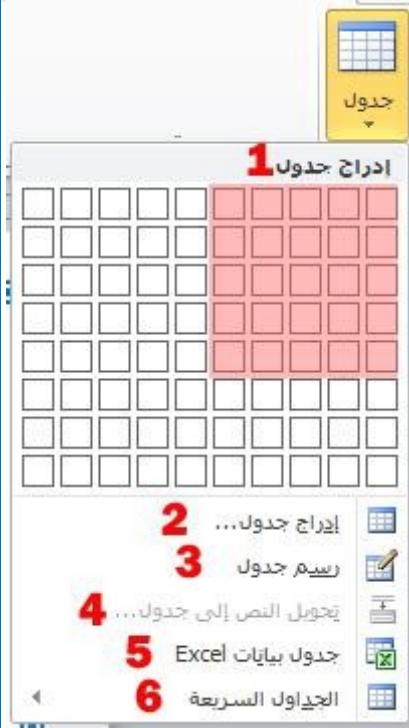 جدول
إدراج جدول 1
إدراج جدول... 2
رسم جدول 3
تحويل النص إلى جدول... 4
جدول بيانات Excel 5
الجداول السريعة 6